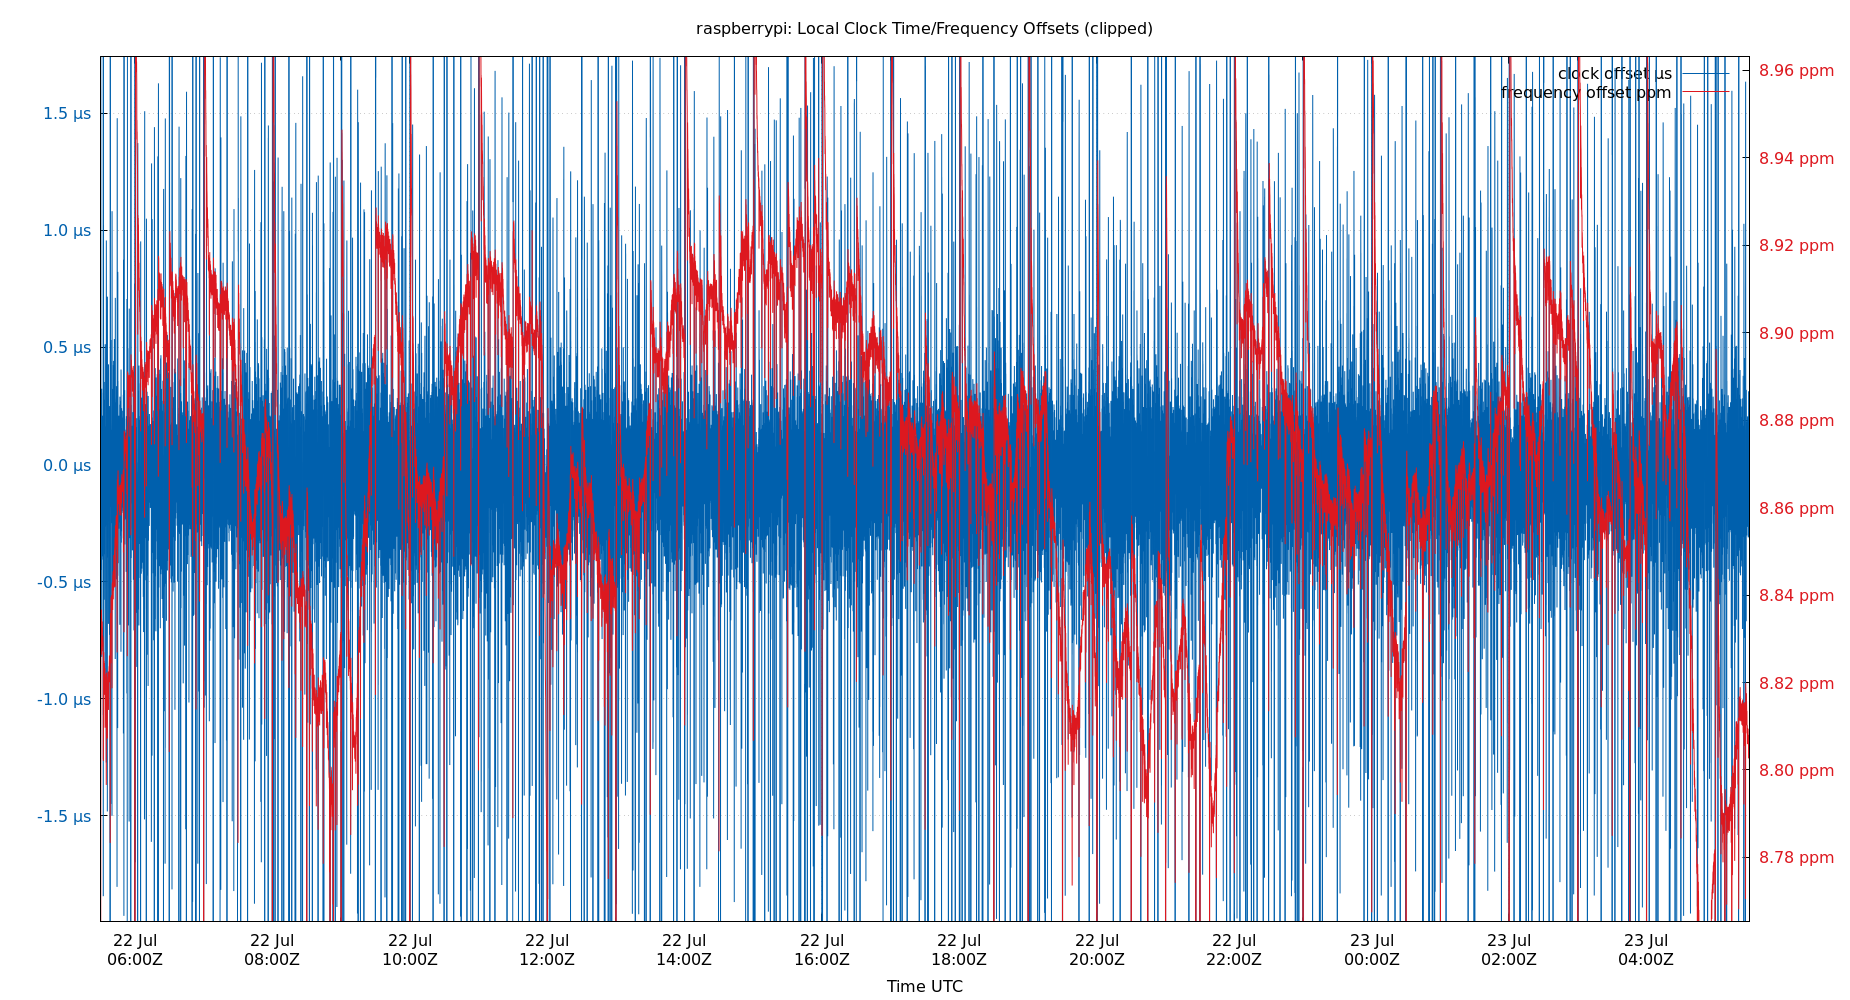 raspberrypi: Local Clock Time/Frequency Offsets (clipped)
clock offset µs
frequency offset ppm
1.5 µs
1.0 µs
0.5 µs
0.0 µs
-0.5 µs
-1.0 µs
-1.5 µs
8.96 ppm
8.94 ppm
8.92 ppm
8.90 ppm
8.88 ppm
8.86 ppm
8.84 ppm
8.82 ppm
8.80 ppm
8.78 ppm
22 Jul 22 Jul 22 Jul 22 Jul 22 Jul 22 Jul 22 Jul 22 Jul 22 Jul 23 Jul 23 Jul 23 Jul
06:00Z 08:00Z 10:00Z 12:00Z 14:00Z 16:00Z 18:00Z 20:00Z 22:00Z 00:00Z 02:00Z 04:00Z
Time UTC